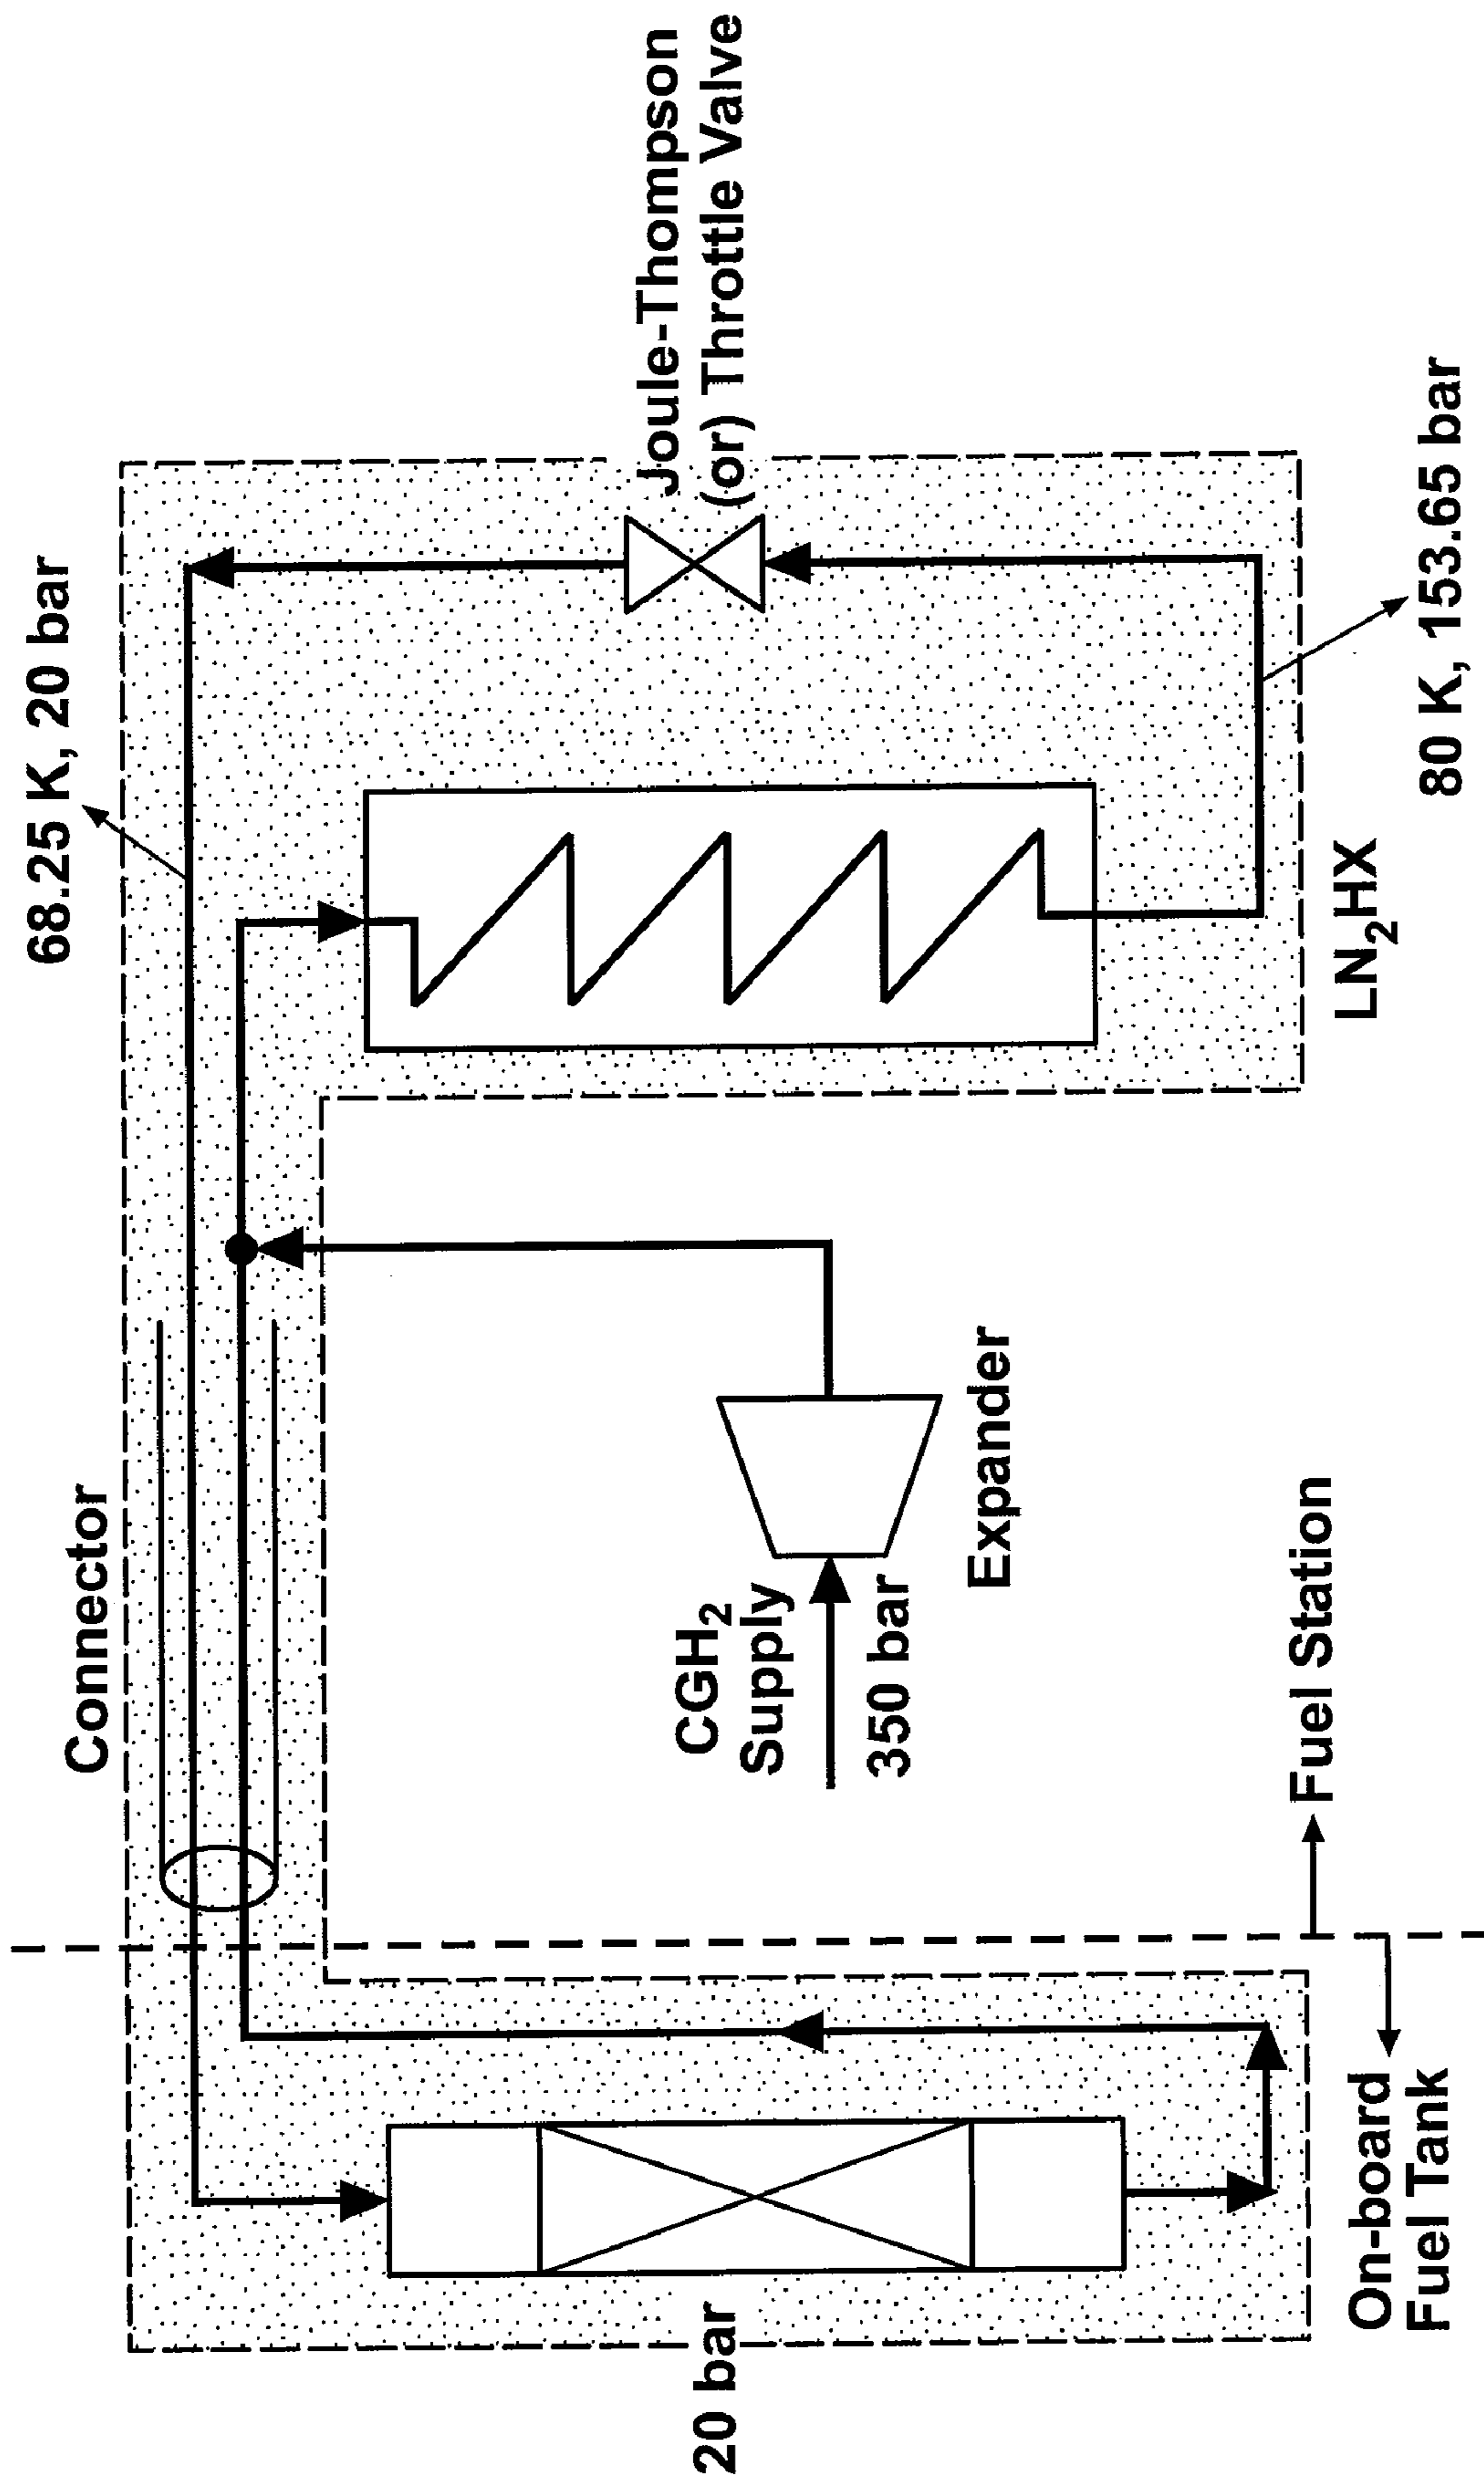 68.25 K, 20 bar
Connector
Joule-Thompson
(or) Throttle Valve
CGH2
Supply
350 bar
Expander
20 bar
LN2HX
80 K, 153.65 bar
Fuel Station
On-board
Fuel Tank